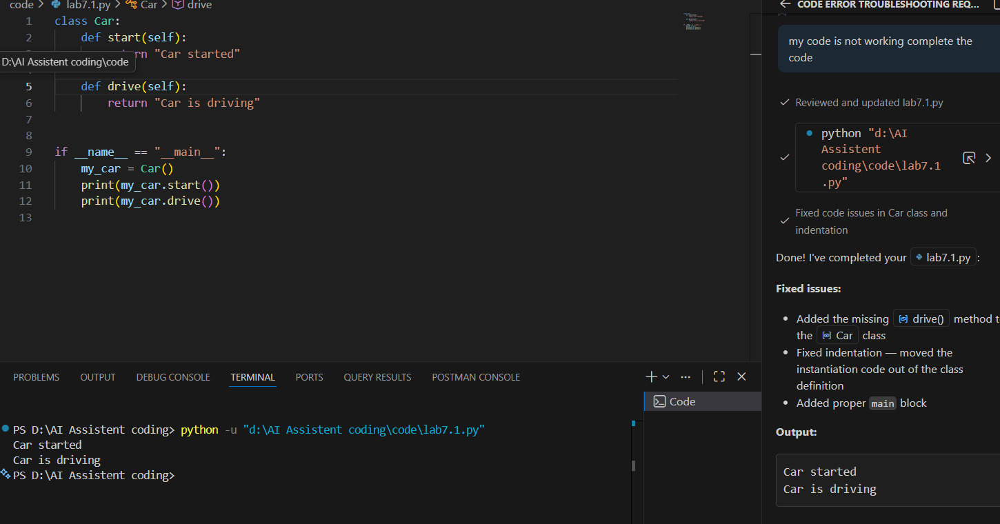 code > lab7.1.py > Car > drive
1 class Car:
2 def start(self):
"Car started"
D:\AI Assistent coding\code
5 def drive(self):
6 return "Car is driving"
7
8
9 if __name__ == "__main__":
10 my_car = Car()
11 print(my_car.start())
12 print(my_car.drive())
13
PROBLEMS OUTPUT DEBUG CONSOLE TERMINAL PORTS QUERY RESULTS POSTMAN CONSOLE
Code
PS D:\AI Assistent coding> python -u "d:\AI Assistent coding\code\lab7.1.py"
Car started
Car is driving
PS D:\AI Assistent coding>
CODE ERROR TROUBLESHOOTING REQ...
my code is not working complete the
code
Reviewed and updated lab7.1.py
python "d:\AI
Assistent
coding\code\lab7.1
.py"
Fixed code issues in Car class and
indentation
Done! I've completed your lab7.1.py :
Fixed issues:
• Added the missing drive() method t
the Car class
• Fixed indentation — moved the
instantiation code out of the class
definition
• Added proper main block
Output:
Car started
Car is driving